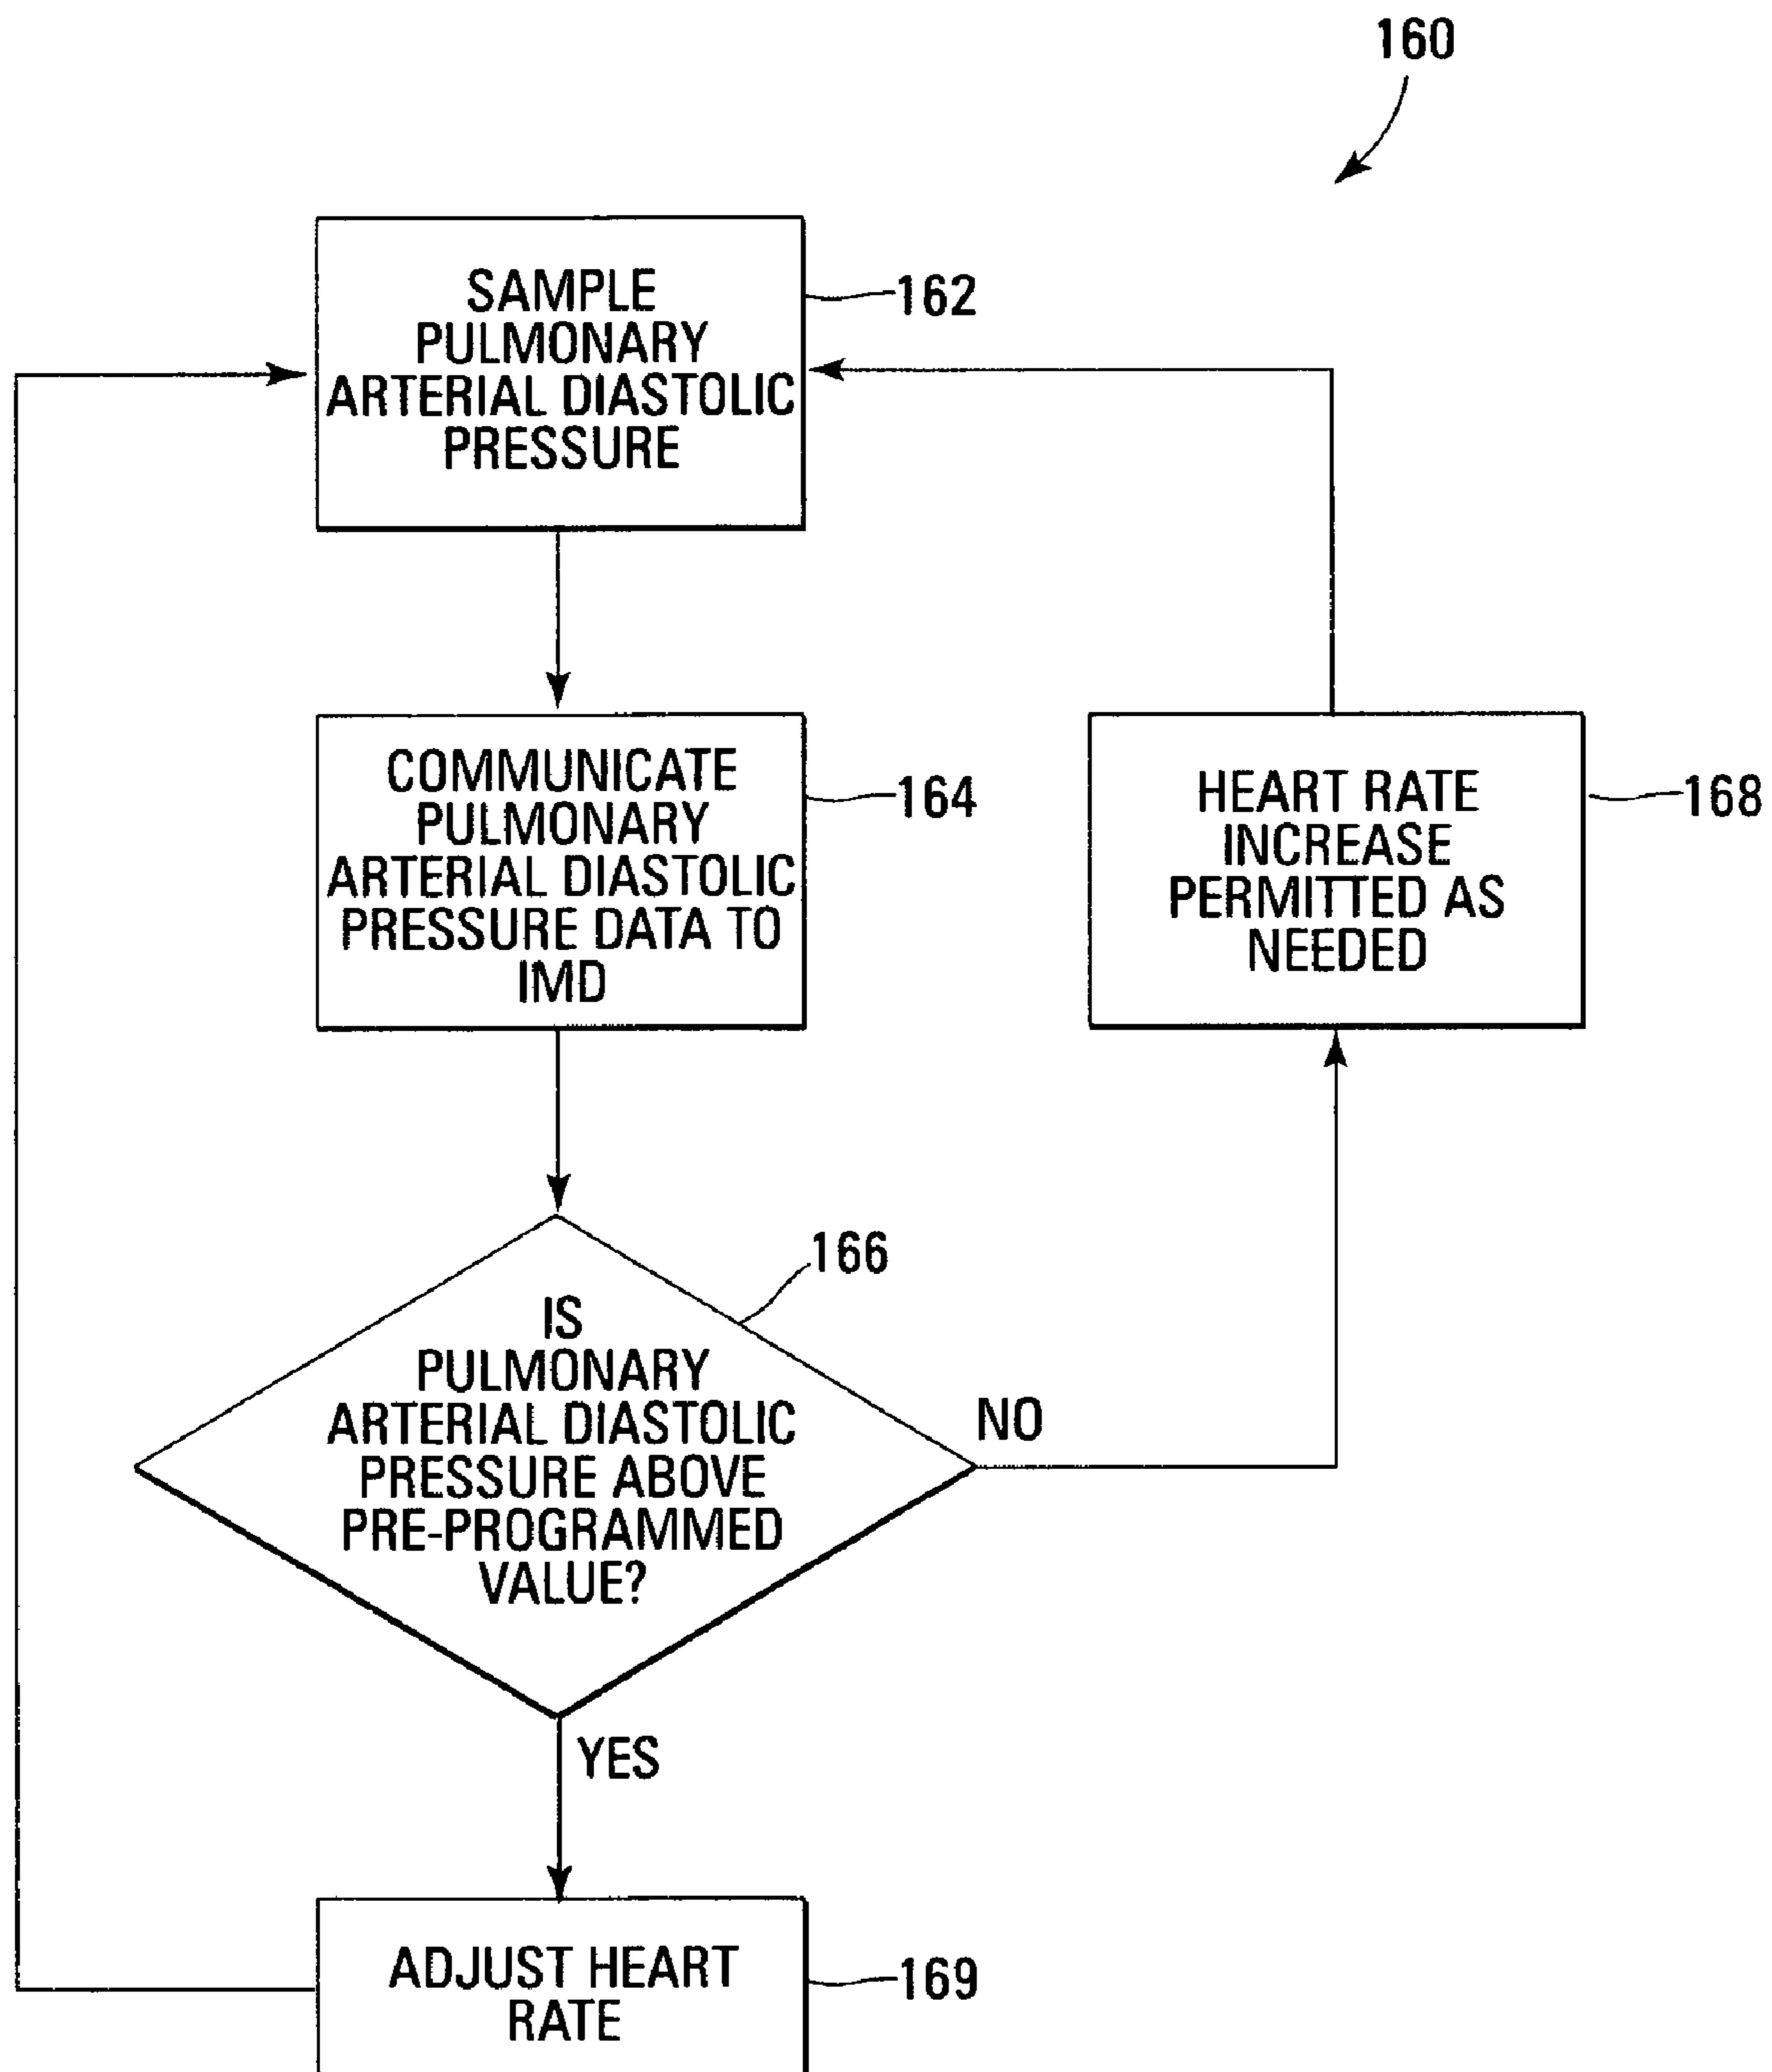 160
SAMPLE
PULMONARY
ARTERIAL DIASTOLIC
PRESSURE
162
COMMUNICATE
PULMONARY
ARTERIAL DIASTOLIC
PRESSURE DATA TO
IMD
164
HEART RATE
INCREASE
PERMITTED AS
NEEDED
168
IS
PULMONARY
ARTERIAL DIASTOLIC
PRESSURE ABOVE
PRE-PROGRAMMED
VALUE?
166
NO
YES
ADJUST HEART
RATE
169